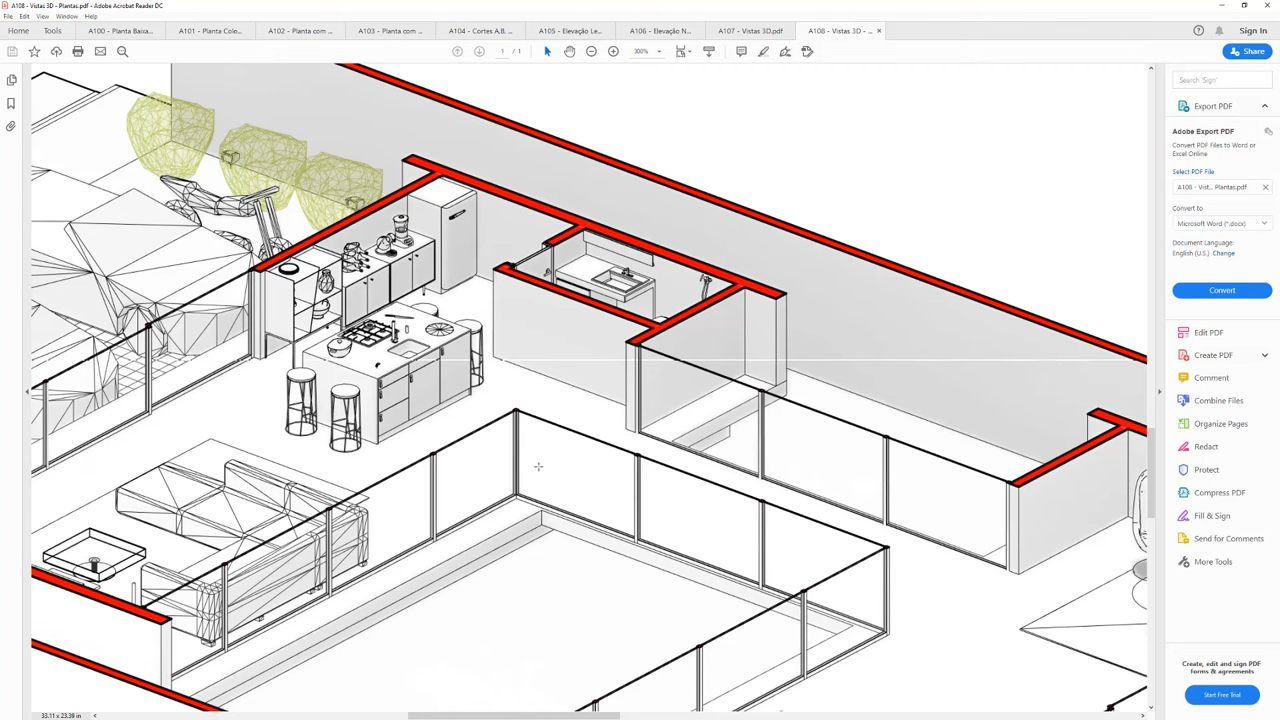 A108 - Vistas 3D - Plantas.pdf - Adobe Acrobat Reader DC
File Edit View Window Help
Home Tools A100 - Planta Baixa... A101 - Planta Colo... A102 - Planta com ... A103 - Planta com ... A104 - Cortes A.B. ... A105 - Elevação Le... A106 - Elevação N... A107 - Vistas 3D.pdf A108 - Vistas 3D - ... × Sign In
1 / 1 300% Share
Search 'Sign'
Export PDF
Adobe Export PDF
Convert PDF Files to Word or
Excel Online
Select PDF File
A108 - Vist... Plantas.pdf
Convert to
Microsoft Word (*.docx)
Document Language:
English (U.S.) Change
Convert
Edit PDF
Create PDF
Comment
Combine Files
Organize Pages
Redact
Protect
Compress PDF
Fill & Sign
Send for Comments
More Tools
Create, edit and sign PDF
forms & agreements
Start Free Trial
33.11 x 23.39 in